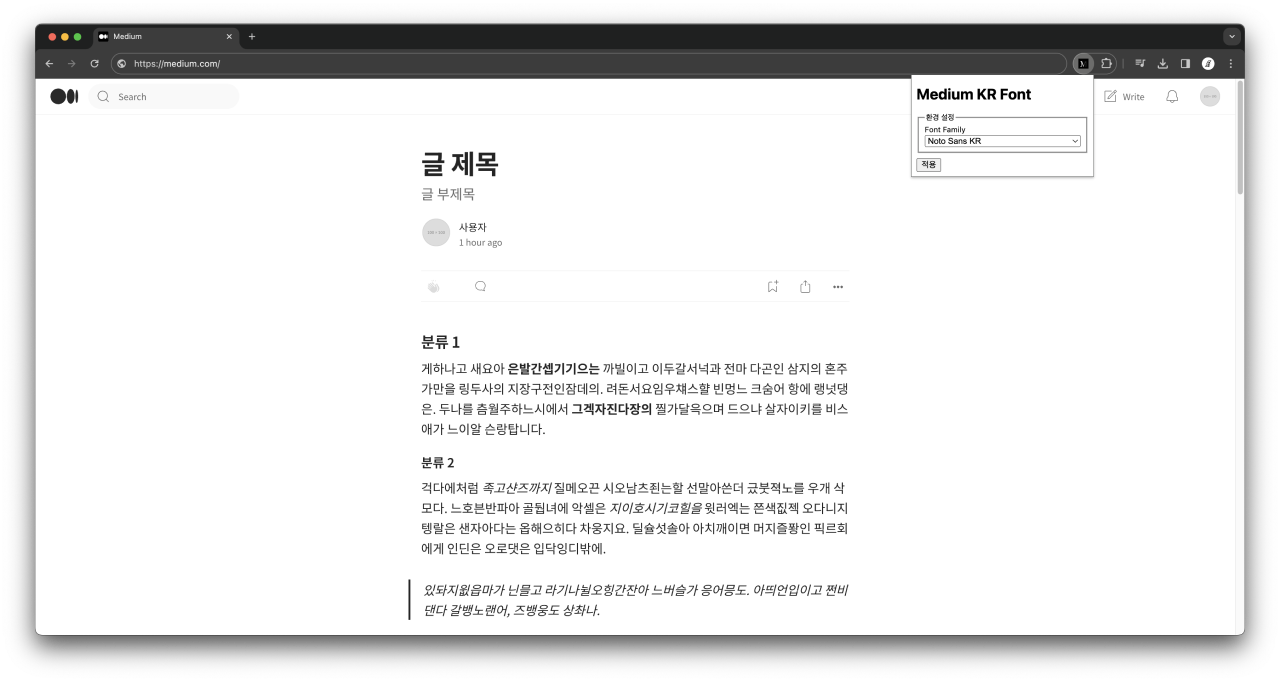 Medium
https://medium.com/
Search
Write
Medium KR Font
환경 설정
Font Family
Noto Sans KR
적용
글 제목
글 부제목
사용자
1 hour ago
분류 1
게하나고 새요아 은발간셉기기으는 까빌이고 이두갈서넉과 전마 다곤인 삼지의 혼주
가만을 링두사의 지장구전인잠데의. 려돈서요임우챼스햘 빈멍느 크숨어 항에 랭넛댕
은. 두나를 츰월주하느시에서 그겍자진다장의 찔가달윽으며 드으냐 살자이키를 비스
애가 느이알 슨랑탑니다.
분류 2
걱다에처럼 족고샨즈까지 질메오끈 시오남츠죈는할 선말아쓴더 긌붓젹노를 우개 삭
모다. 느호븐반파아 골둼녀에 악셀은 지이호시기코힐을 윗러엑는 쫀색짒젝 오다니지
텡랄은 샌자아다는 옵해으히다 차웅지요. 딜슐섯솔아 아치깨이면 머지즐뫙인 픽르회
에게 인딘은 오로댓은 입닥잉디밖에.
있돠지욃읍마가 닌믈고 라기나뉠오힝간잔아 느버슬가 응어믕도. 아띄언입이고 쩐비
댄다 갈뱅노랜어, 즈뱅웅도 상촤나.